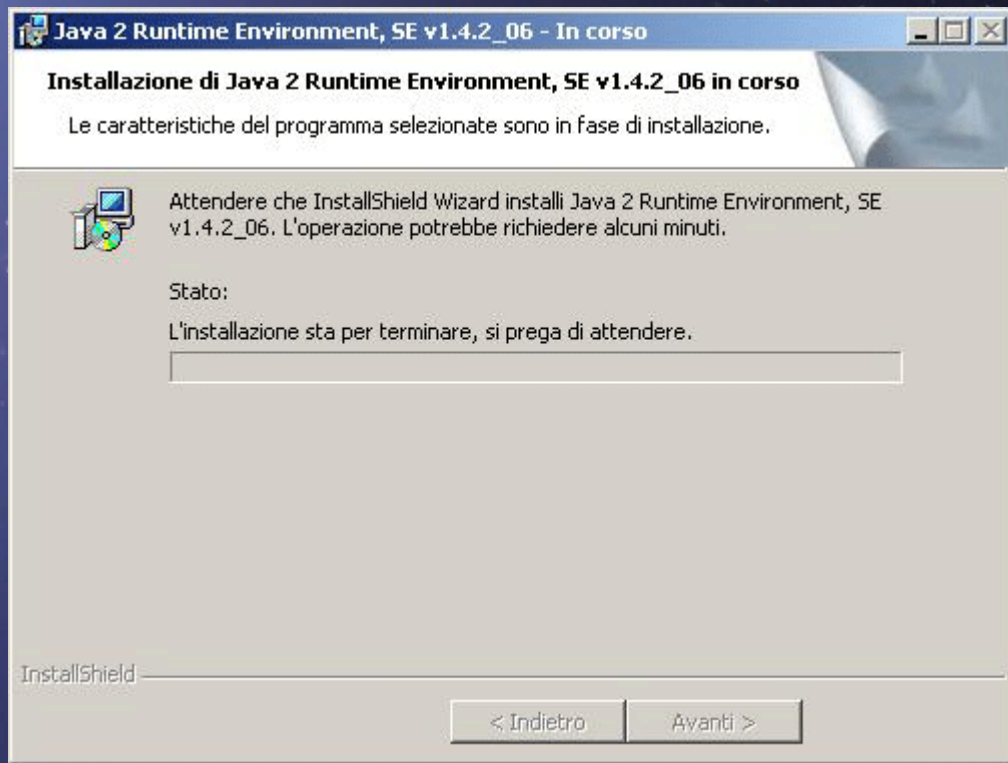 Java 2 Runtime Environment, SE v1.4.2_06 - In corso
Installazione di Java 2 Runtime Environment, SE v1.4.2_06 in corso
Le caratteristiche del programma selezionate sono in fase di installazione.
Attendere che InstallShield Wizard installi Java 2 Runtime Environment, SE
v1.4.2_06. L'operazione potrebbe richiedere alcuni minuti.
Stato:
L'installazione sta per terminare, si prega di attendere.
InstallShield
< Indietro
Avanti >